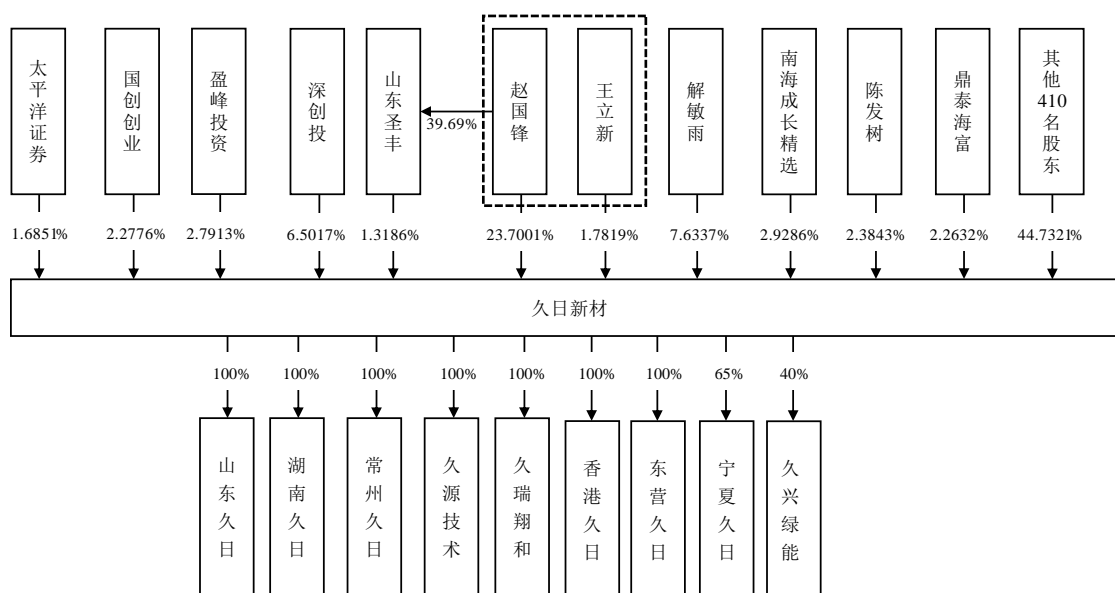 太平洋证券
国创创业
盈峰投资
深创投
山东圣丰
39.69%
赵国锋
王立新
解敏雨
南海成长精选
陈发树
鼎泰海富
其他410名股东
1.6851%
2.2776%
2.7913%
6.5017%
1.3186%
23.7001%
1.7819%
7.6337%
2.9286%
2.3843%
2.2632%
44.7321%
久日新材
100%
100%
100%
100%
100%
100%
100%
65%
40%
山东久日
湖南久日
常州久日
久源技术
久瑞翔和
香港久日
东营久日
宁夏久日
久兴绿能